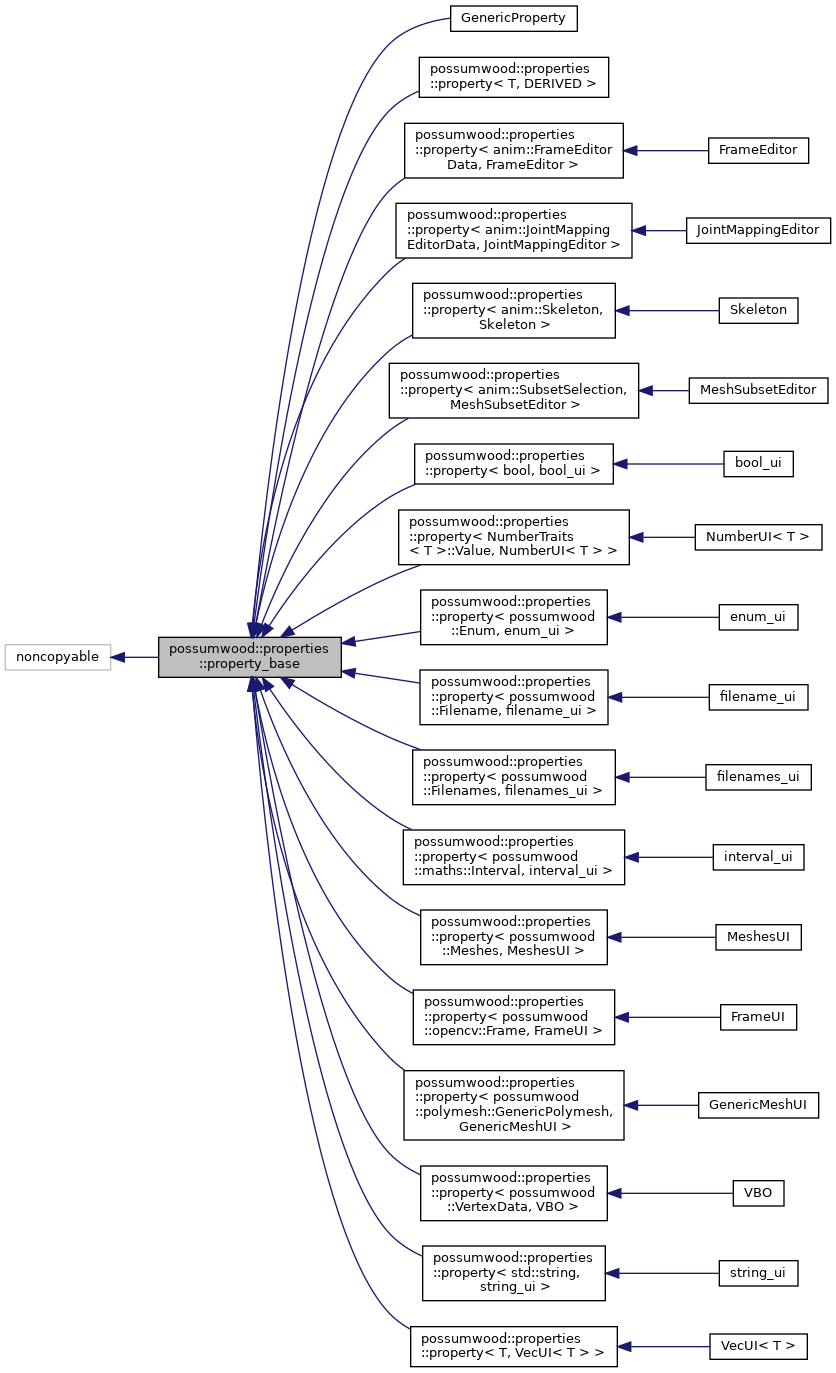 GenericProperty
possumwood::properties
::property< T, DERIVED >
possumwood::properties
::property< anim::FrameEditor
Data, FrameEditor >
FrameEditor
possumwood::properties
::property< anim::JointMapping
EditorData, JointMappingEditor >
JointMappingEditor
possumwood::properties
::property< anim::Skeleton,
Skeleton >
Skeleton
possumwood::properties
::property< anim::SubsetSelection,
MeshSubsetEditor >
MeshSubsetEditor
possumwood::properties
::property< bool, bool_ui >
bool_ui
possumwood::properties
::property< NumberTraits
< T >::Value, NumberUI< T > >
NumberUI< T >
possumwood::properties
::property< possumwood
::Enum, enum_ui >
enum_ui
noncopyable
possumwood::properties
::property_base
possumwood::properties
::property< possumwood
::Filename, filename_ui >
filename_ui
possumwood::properties
::property< possumwood
::Filenames, filenames_ui >
filenames_ui
possumwood::properties
::property< possumwood
::maths::Interval, interval_ui >
interval_ui
possumwood::properties
::property< possumwood
::Meshes, MeshesUI >
MeshesUI
possumwood::properties
::property< possumwood
::opencv::Frame, FrameUI >
FrameUI
possumwood::properties
::property< possumwood
::polymesh::GenericPolymesh,
GenericMeshUI >
GenericMeshUI
possumwood::properties
::property< possumwood
::VertexData, VBO >
VBO
possumwood::properties
::property< std::string,
string_ui >
string_ui
possumwood::properties
::property< T, VecUI< T > >
VecUI< T >